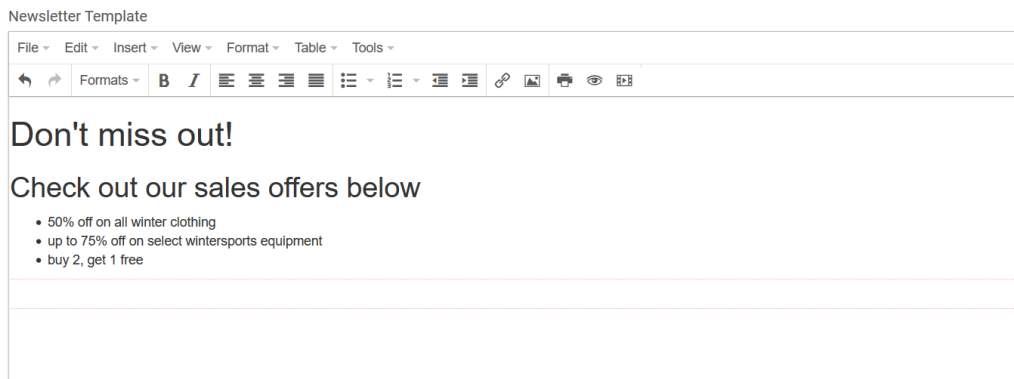 Newsletter Template
File Edit Insert View Format Table Tools
Formats B I
Don't miss out!
Check out our sales offers below
50% off on all winter clothing
up to 75% off on select wintersports equipment
buy 2, get 1 free